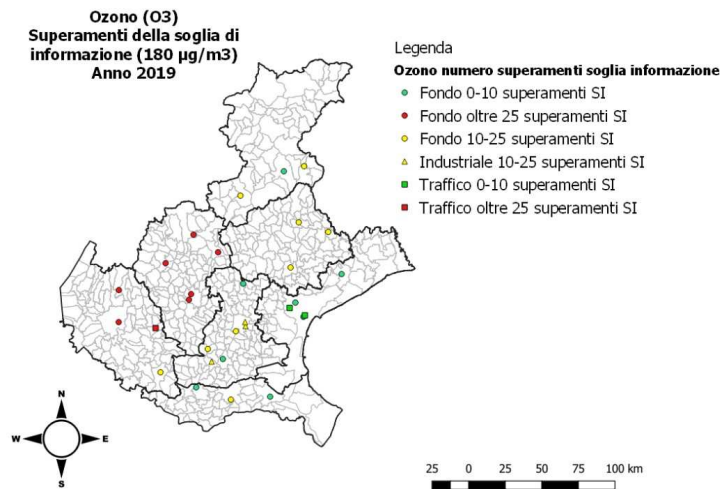 Ozono (O3)
Superamenti della soglia di
informazione (180 µg/m3)
Anno 2019
Legenda
Ozono numero superamenti soglia informazione
Fondo 0-10 superamenti SI
Fondo oltre 25 superamenti SI
Fondo 10-25 superamenti SI
Industriale 10-25 superamenti SI
Traffico 0-10 superamenti SI
Traffico oltre 25 superamenti SI
N
W E
S
25 0 25 50 75 100 km